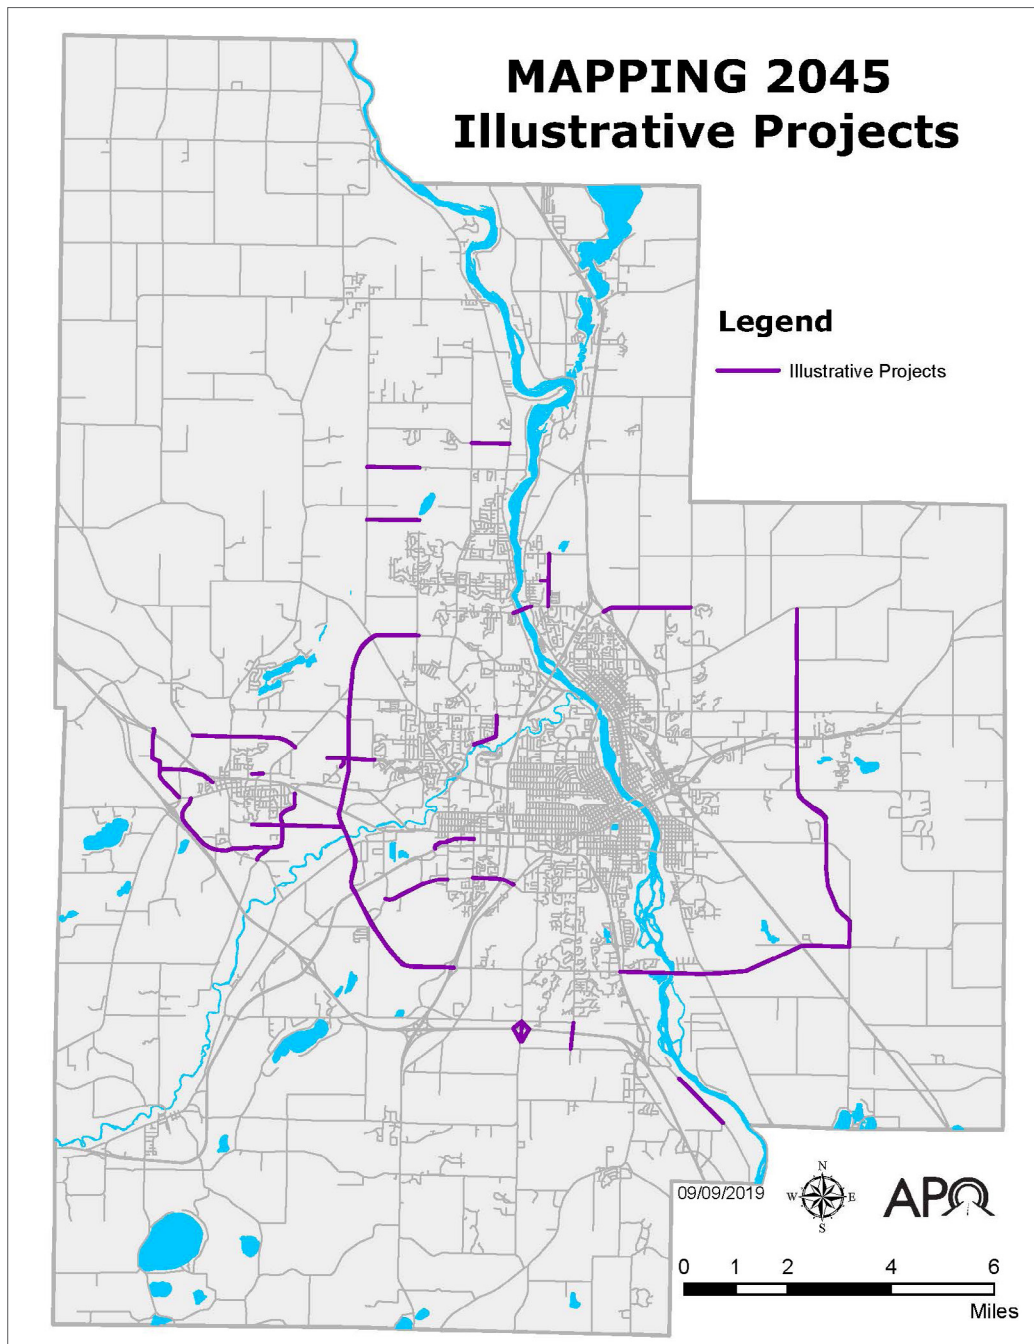 MAPPING 2045
Illustrative Projects
Legend
Illustrative Projects
09/09/2019
N
W E
S
APO
0 1 2 4 6
Miles